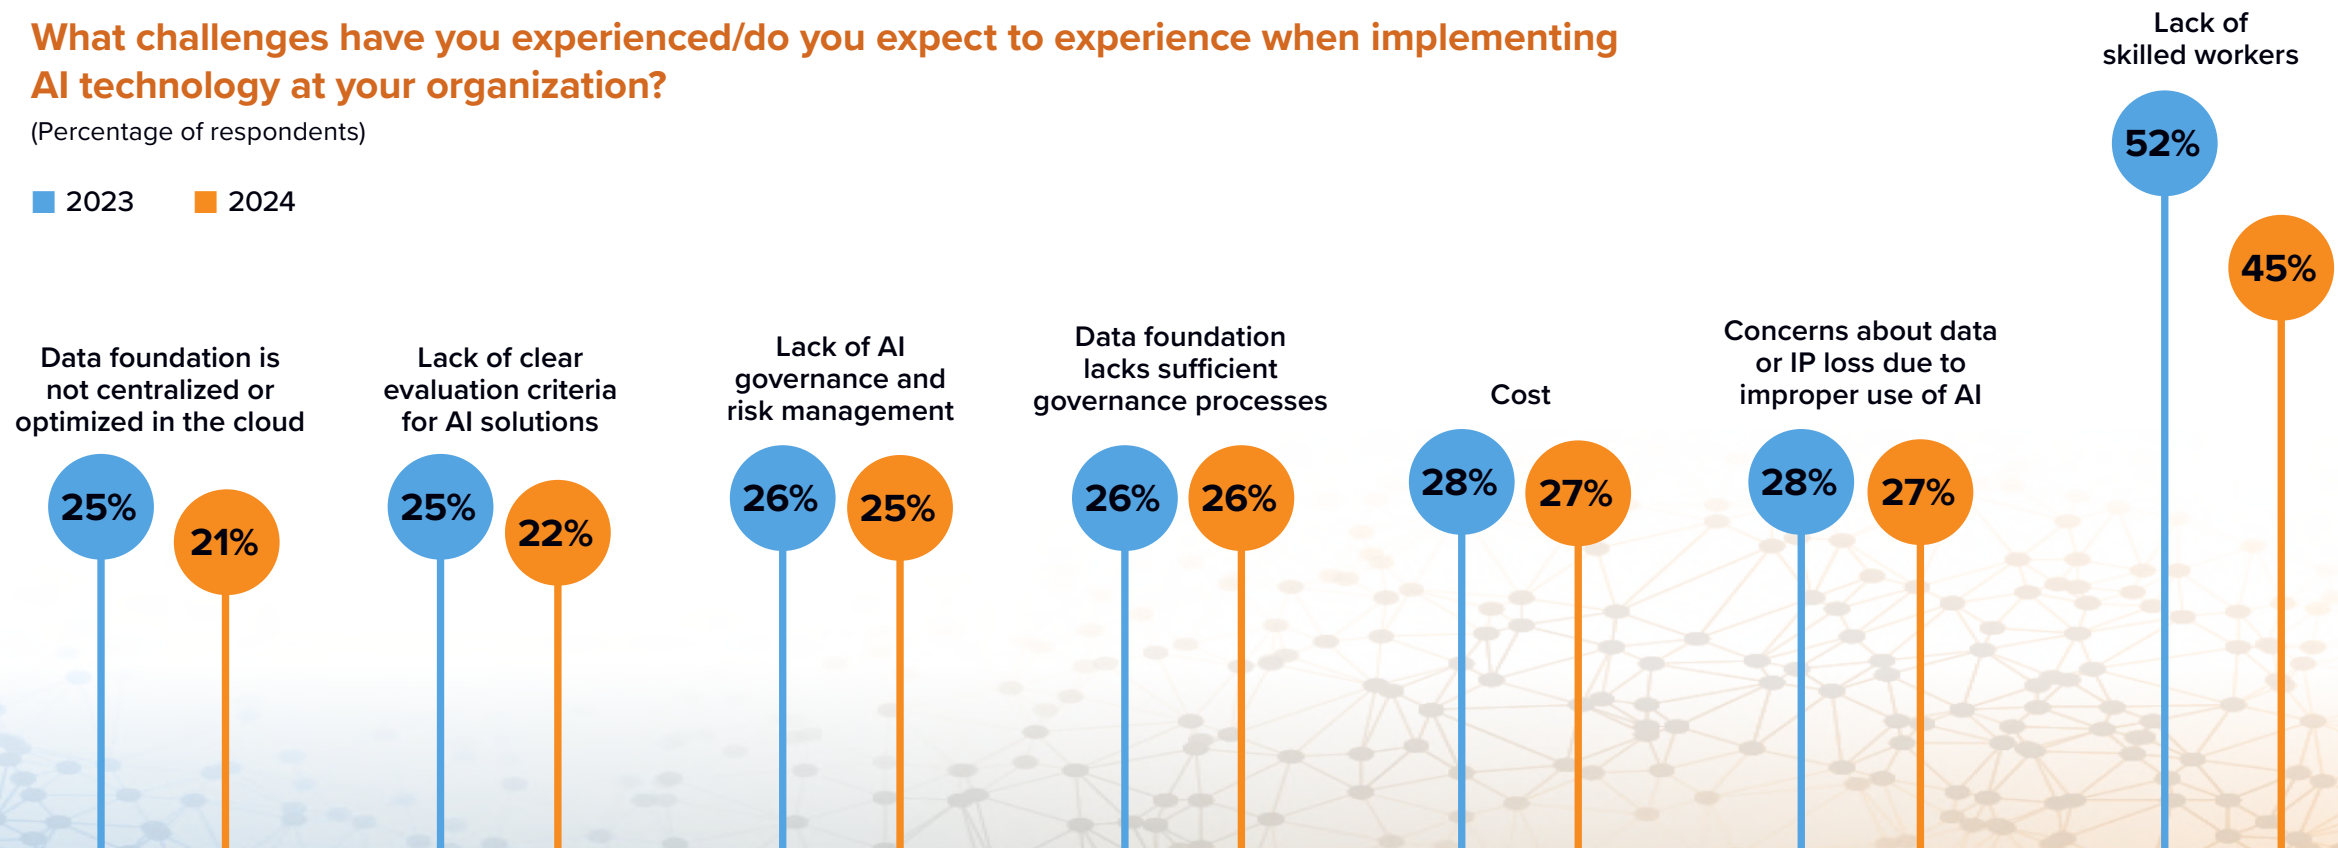 What challenges have you experienced/do you expect to experience when implementing
AI technology at your organization?
(Percentage of respondents)
2023
2024
Data foundation is
not centralized or
optimized in the cloud
25%
21%
Lack of clear
evaluation criteria
for AI solutions
25%
22%
Lack of AI
governance and
risk management
26%
25%
Data foundation
lacks sufficient
governance processes
26%
26%
Cost
28%
27%
Concerns about data
or IP loss due to
improper use of AI
28%
27%
Lack of
skilled workers
52%
45%